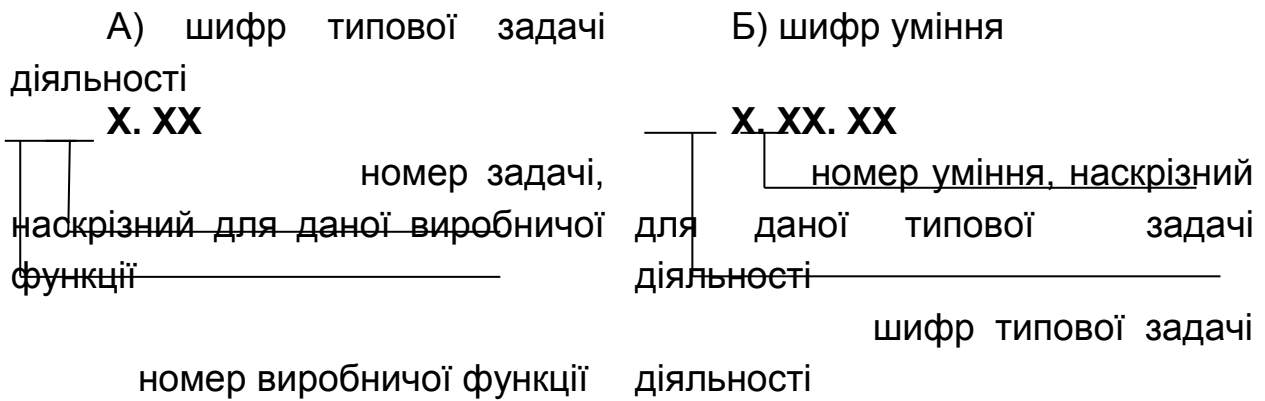 А) шифр типової задачі
діяльності
Х. ХХ
номер задачі,
наскрізний для даної виробничої
функції
номер виробничої функції
Б) шифр уміння
Х. ХХ. ХХ
номер уміння, наскрізний
для даної типової задачі
діяльності
шифр типової задачі
діяльності